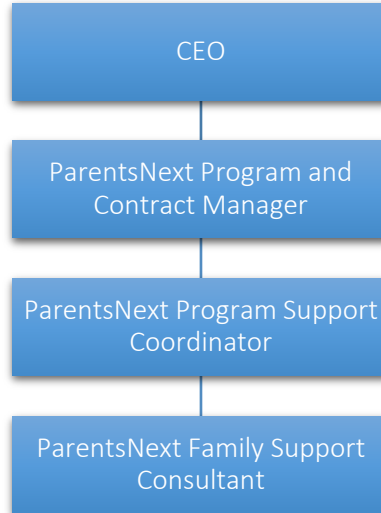 CEO
ParentsNext Program and
Contract Manager
ParentsNext Program Support
Coordinator
ParentsNext Family Support
Consultant